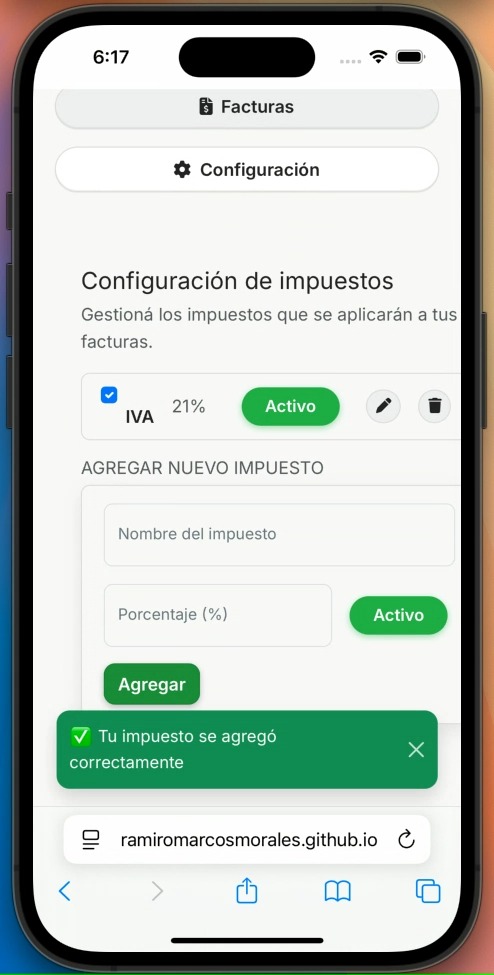 6:17
Facturas
Configuración
Configuración de impuestos
Gestioná los impuestos que se aplicarán a tus
facturas.
IVA 21% Activo
AGREGAR NUEVO IMPUESTO
Nombre del impuesto
Porcentaje (%) Activo
Agregar
✅ Tu impuesto se agregó
correctamente
ramiromarcosmorales.github.io